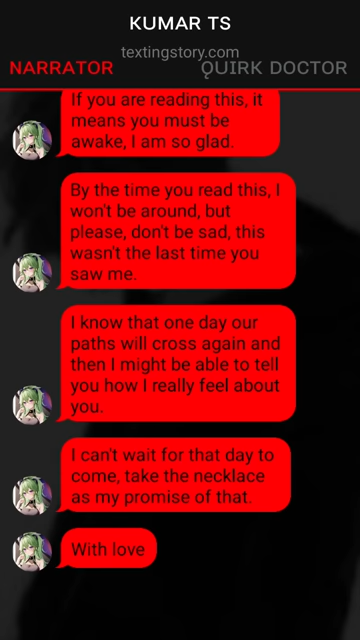 KUMAR TS
textingstory.com
NARRATOR
QUIRK DOCTOR
If you are reading this, it
means you must be
awake, I am so glad.
By the time you read this, I
won't be around, but
please, don't be sad, this
wasn't the last time you
saw me.
I know that one day our
paths will cross again and
then I might be able to tell
you how I really feel about
you.
I can't wait for that day to
come, take the necklace
as my promise of that.
With love